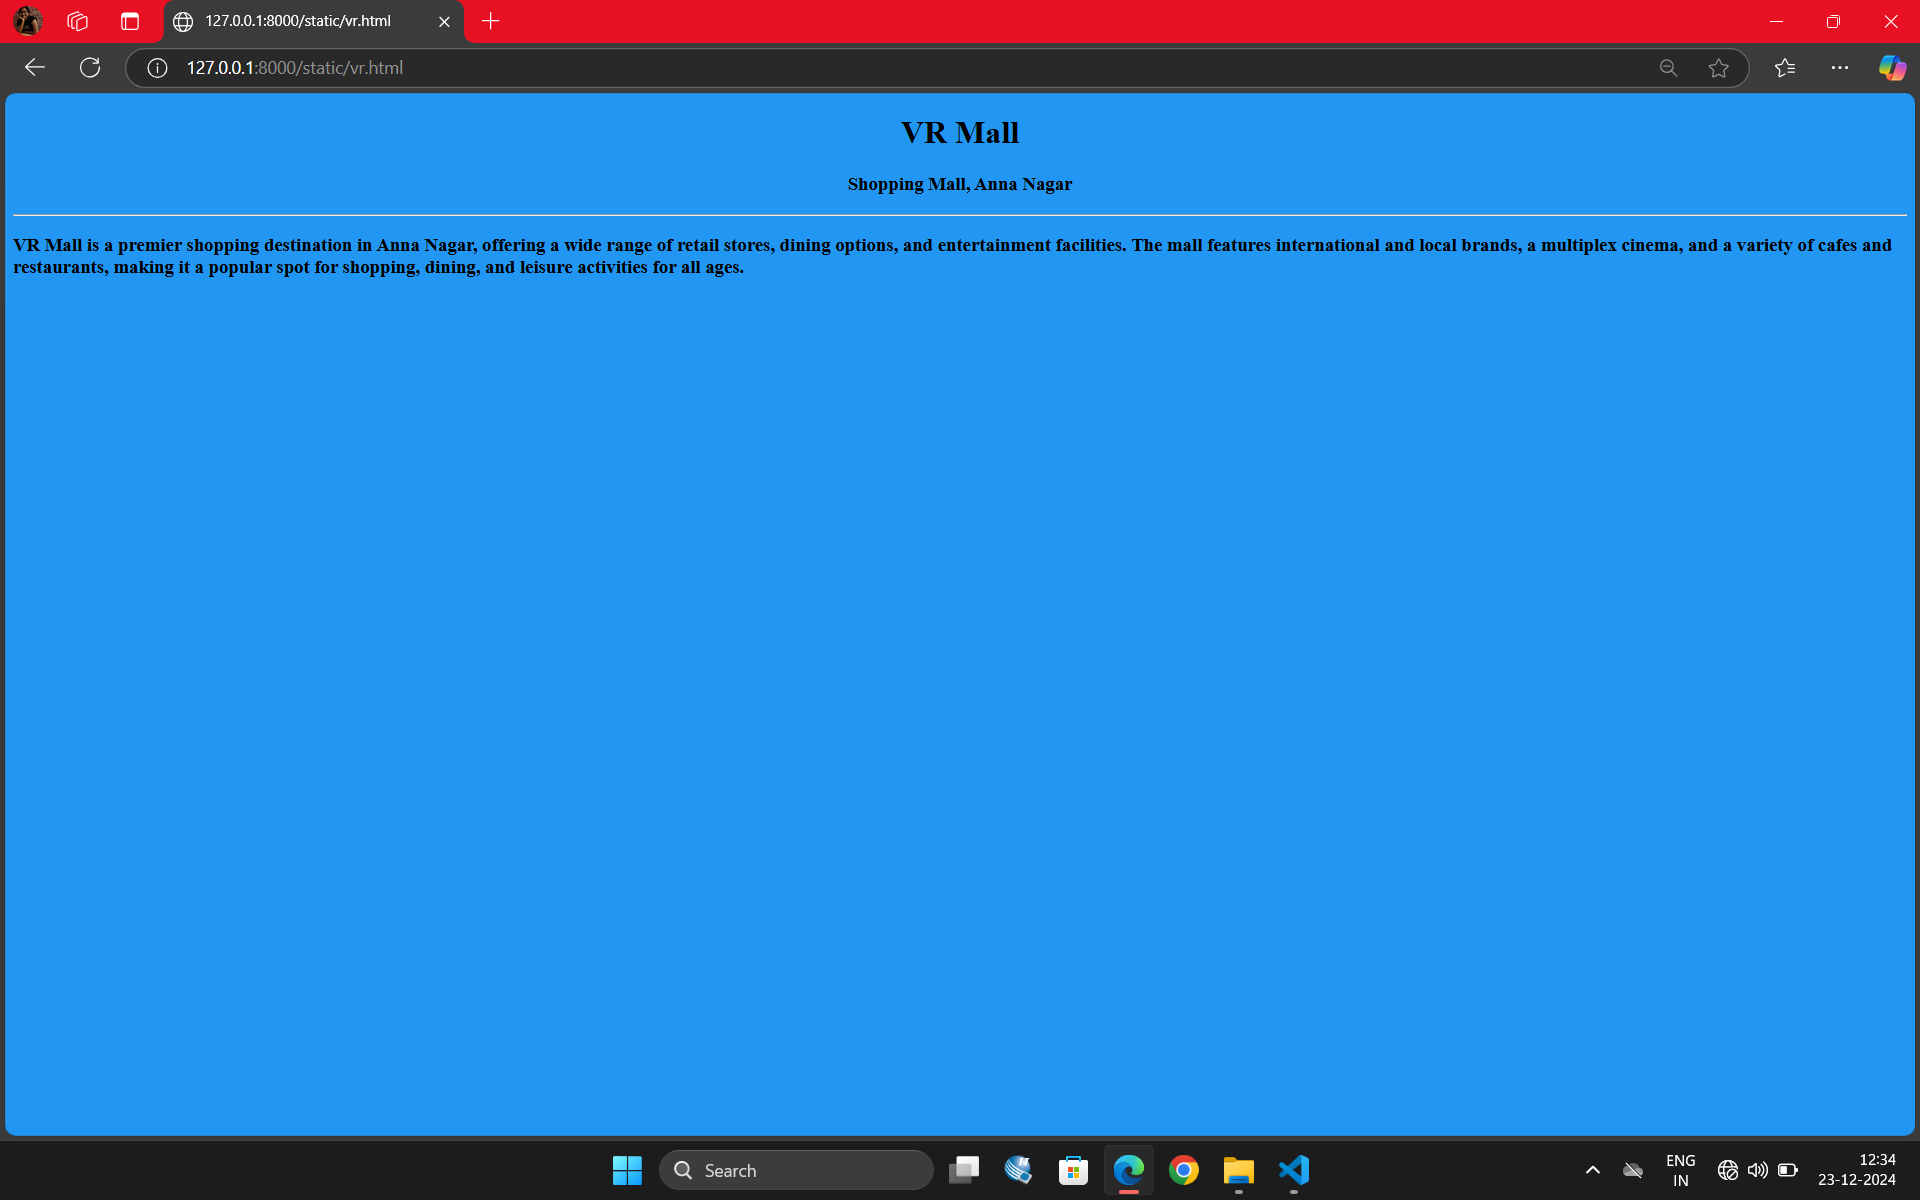 127.0.0.1:8000/static/vr.html
127.0.0.1:8000/static/vr.html
VR Mall
Shopping Mall, Anna Nagar
VR Mall is a premier shopping destination in Anna Nagar, offering a wide range of retail stores, dining options, and entertainment facilities. The mall features international and local brands, a multiplex cinema, and a variety of cafes and
restaurants, making it a popular spot for shopping, dining, and leisure activities for all ages.
Search
ENG
IN
12:34
23-12-2024